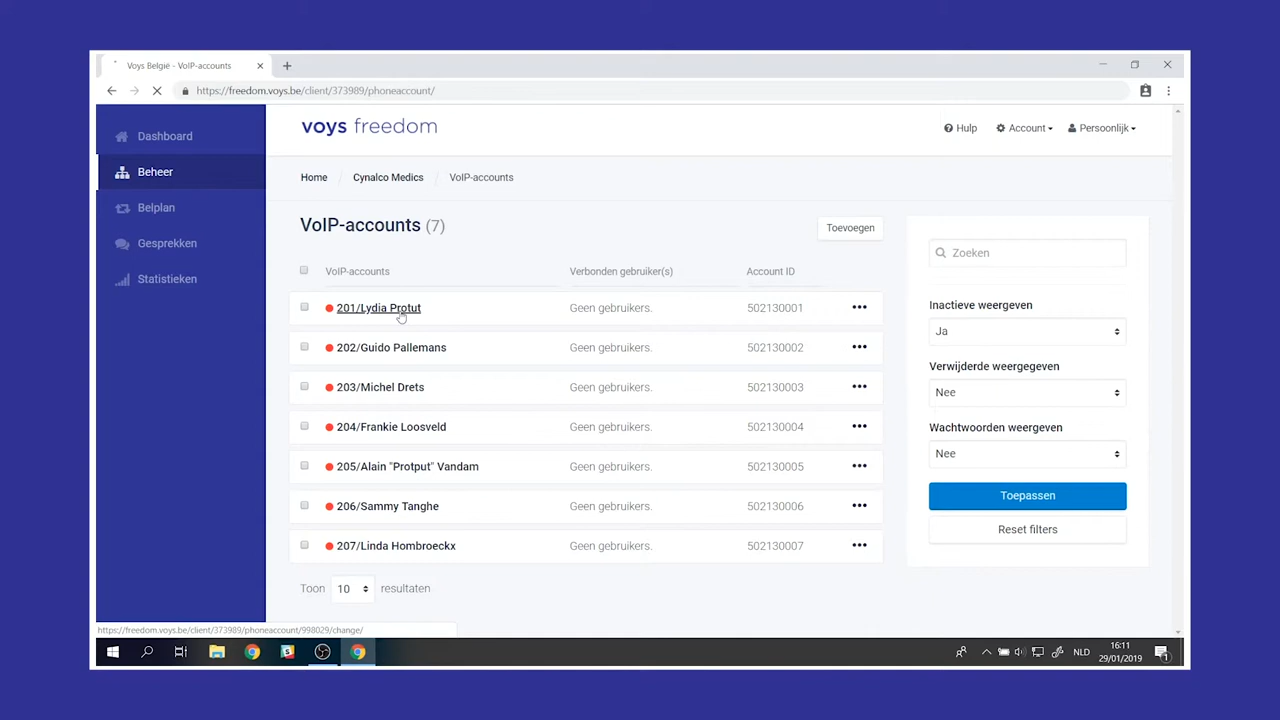 Voys België - VoIP-accounts
https://freedom.voys.be/client/373989/phoneaccount/
Dashboard
Beheer
Belplan
Gesprekken
Statistieken
voys freedom
Hulp
Account
Persoonlijk
Home / Cynalco Medics / VoIP-accounts
VoIP-accounts (7)
Toevoegen
VoIP-accounts Verbonden gebruiker(s) Account ID
201/Lydia Protut Geen gebruikers. 502130001
202/Guido Pallemans Geen gebruikers. 502130002
203/Michel Drets Geen gebruikers. 502130003
204/Frankie Loosveld Geen gebruikers. 502130004
205/Alain "Protput" Vandam Geen gebruikers. 502130005
206/Sammy Tanghe Geen gebruikers. 502130006
207/Linda Hombroeckx Geen gebruikers. 502130007
Toon 10 resultaten
Zoeken
Inactieve weergeven
Ja
Verwijderde weergegeven
Nee
Wachtwoorden weergeven
Nee
Toepassen
Reset filters
https://freedom.voys.be/client/373989/phoneaccount/998029/change/
NLD
16:11
29/01/2019
1